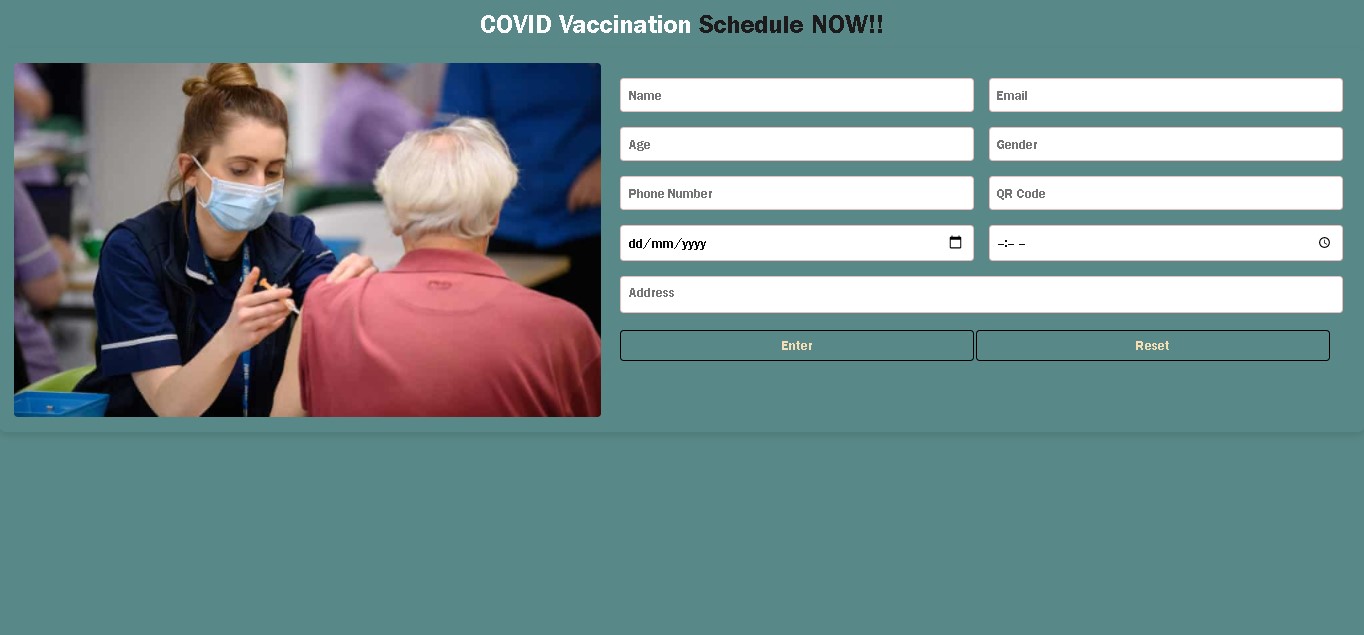 COVID Vaccination Schedule NOW!!
Name Email
Age Gender
Phone Number QR Code
dd/mm/yyyy --:-- --
Address
Enter Reset